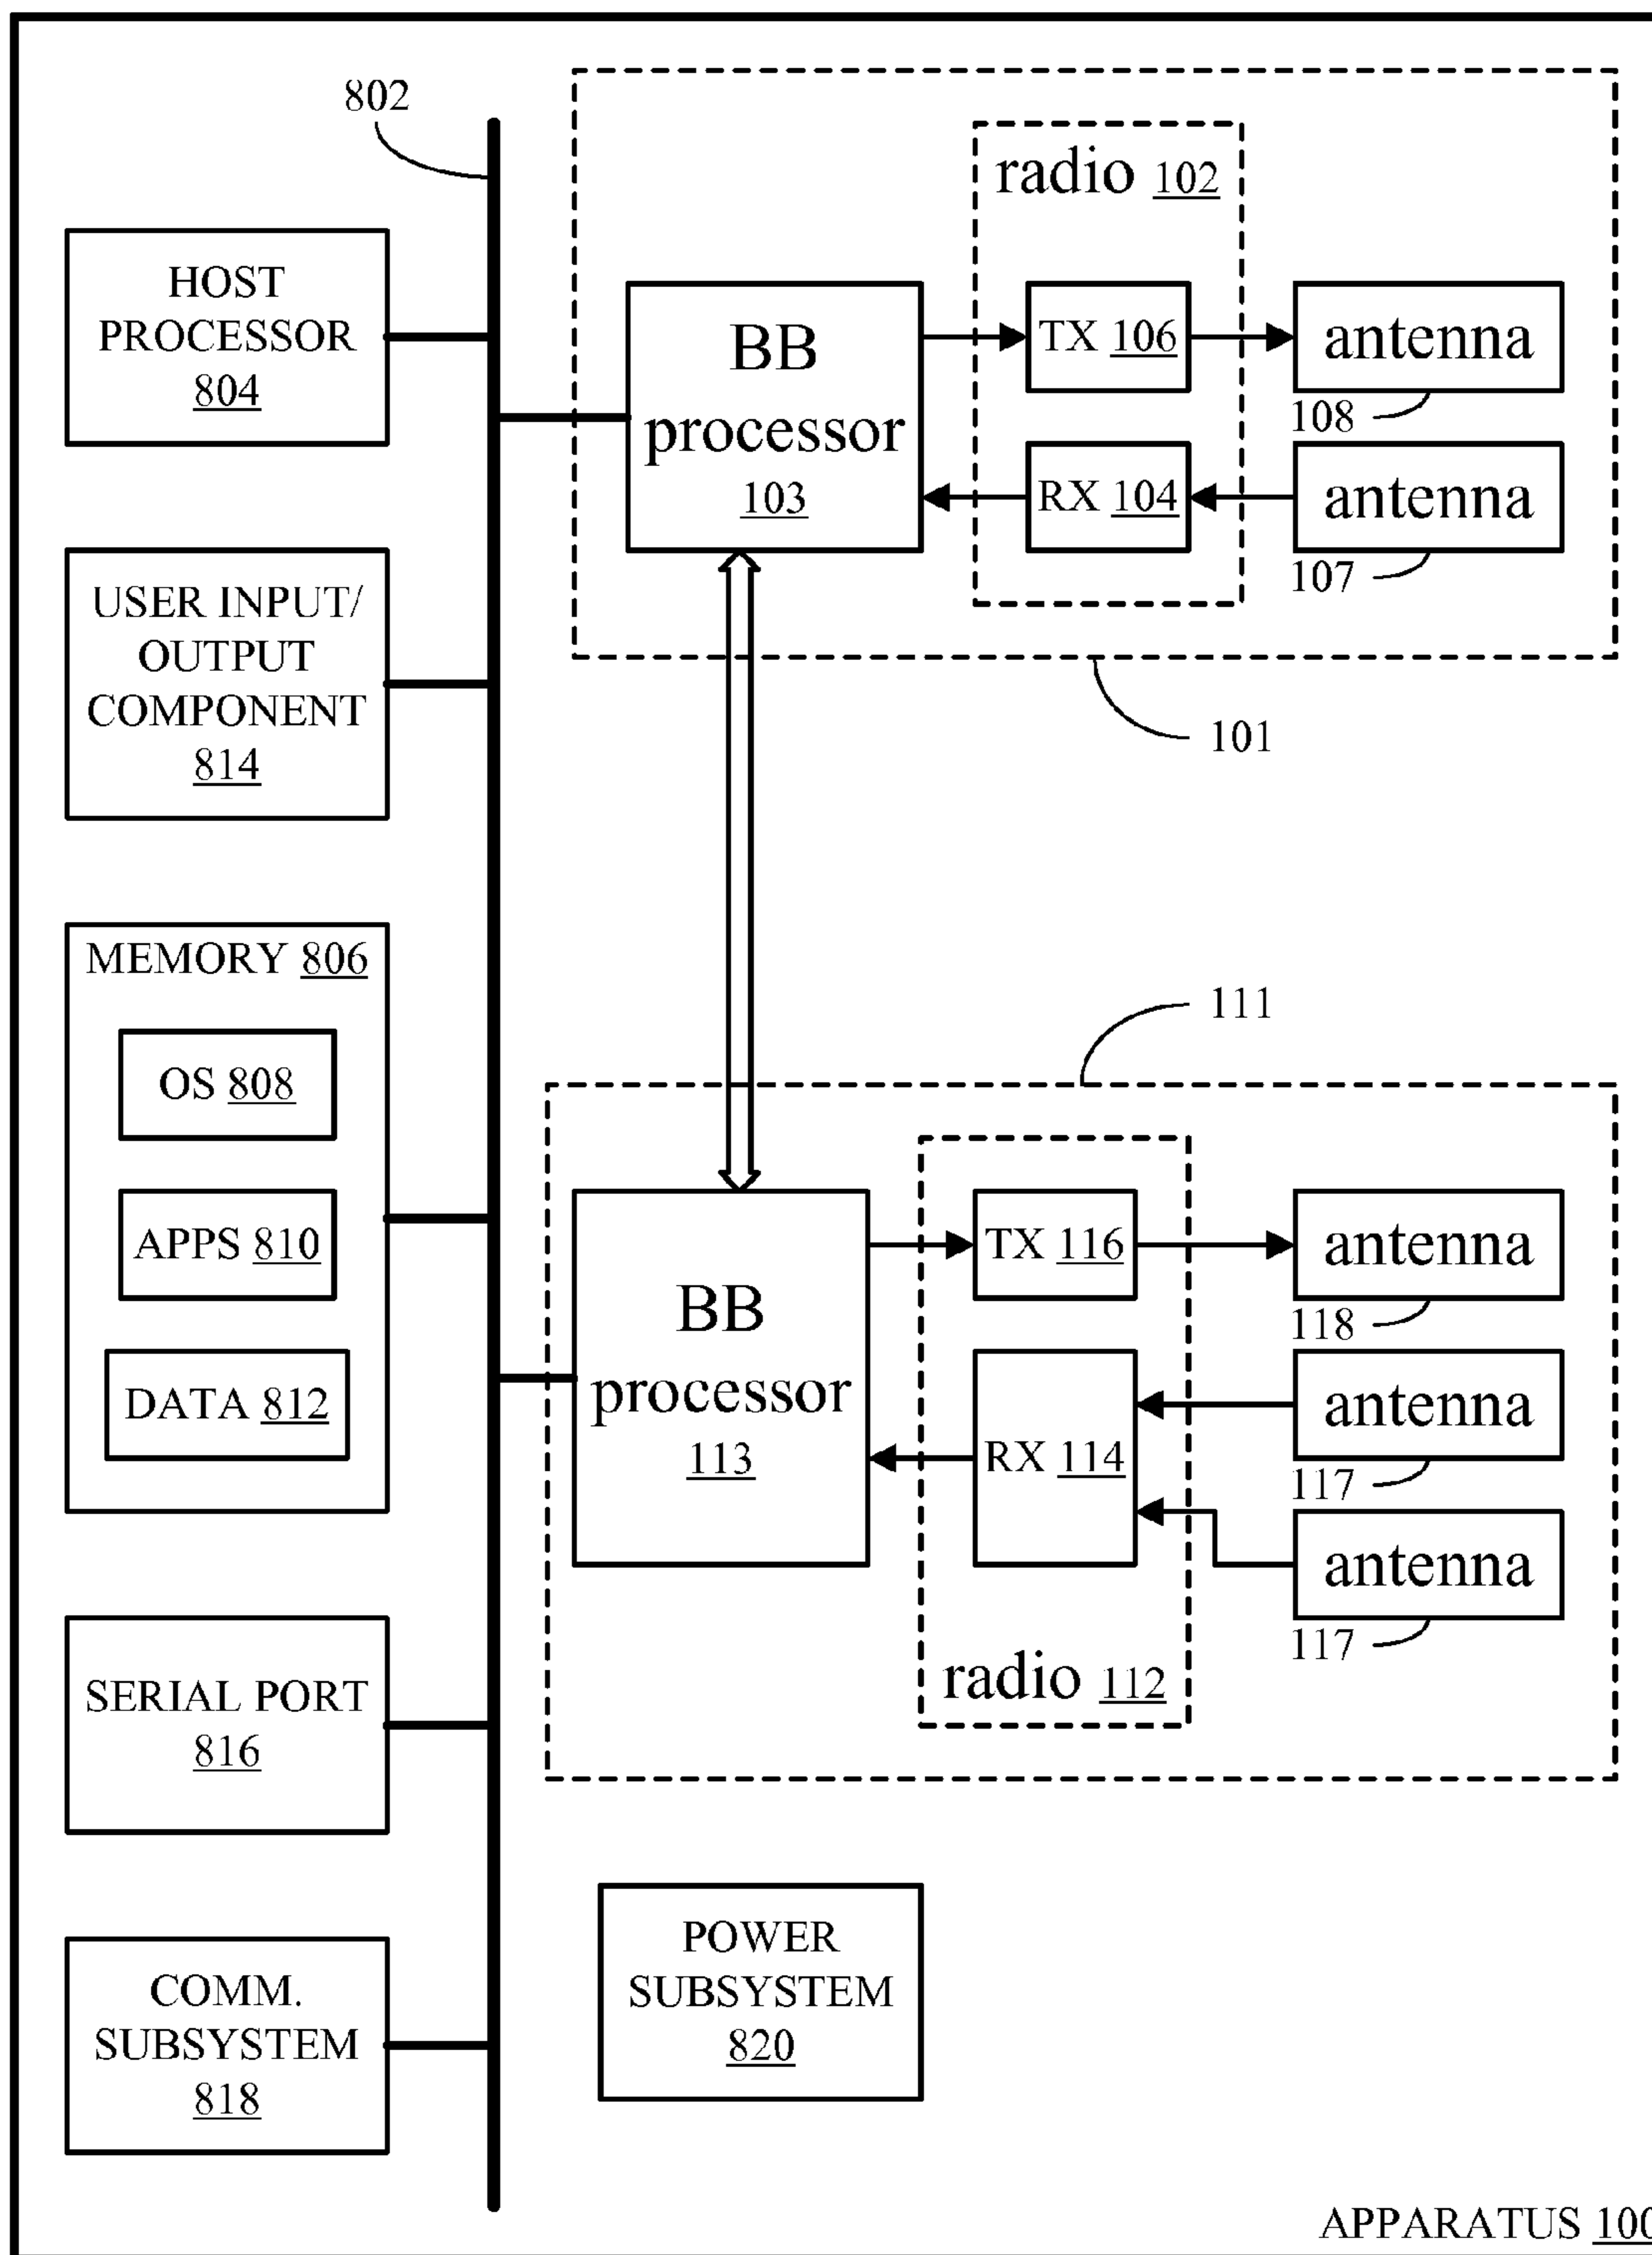 802
HOST
PROCESSOR
804
USER INPUT/
OUTPUT
COMPONENT
814
MEMORY 806
OS 808
APPS 810
DATA 812
SERIAL PORT
816
COMM.
SUBSYSTEM
818
radio 102
BB
processor
103
TX 106
RX 104
antenna
108
antenna
107
101
111
BB
processor
113
TX 116
RX 114
radio 112
antenna
118
antenna
117
antenna
117
POWER
SUBSYSTEM
820
APPARATUS 100